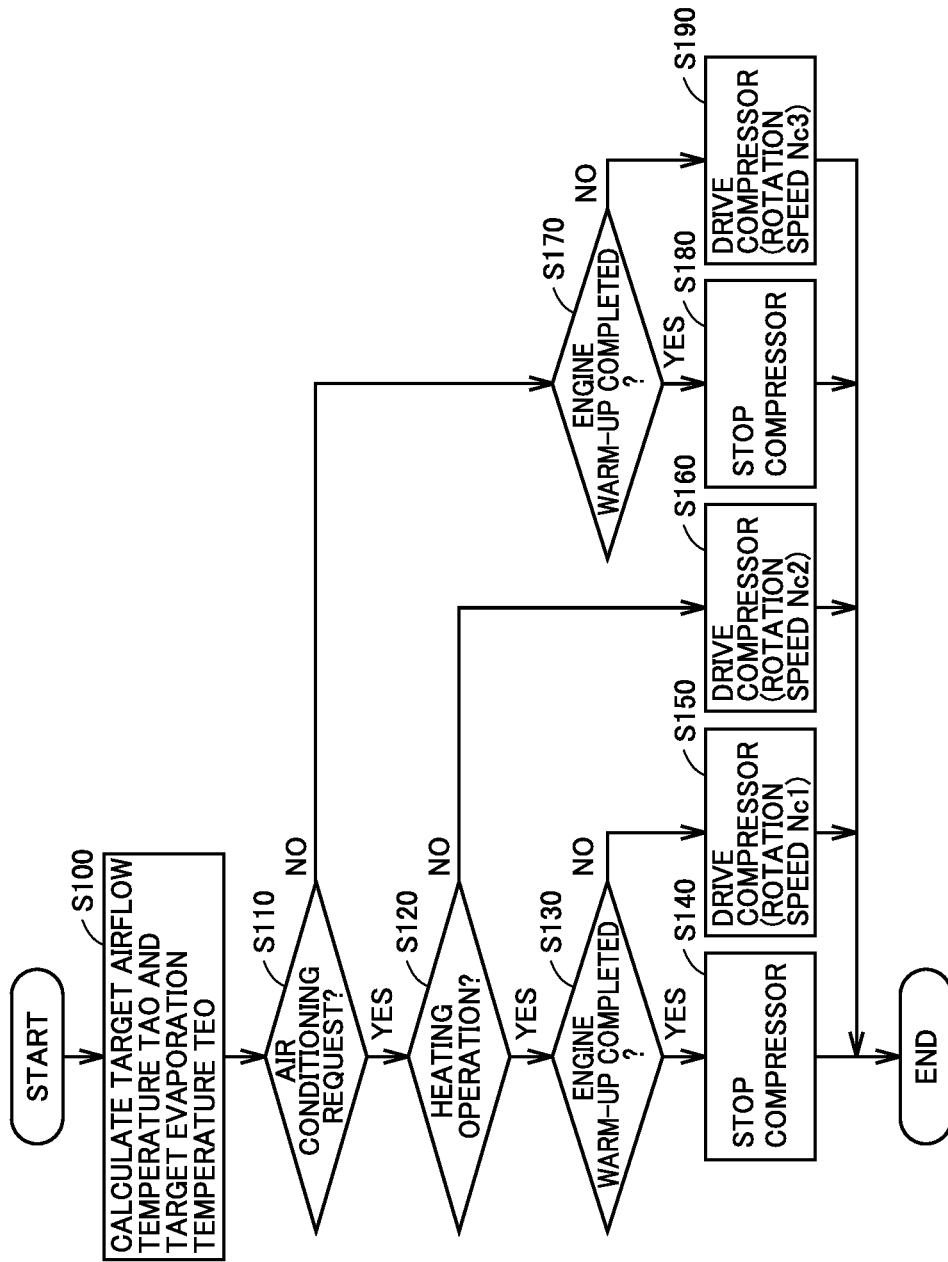 START
S100
CALCULATE TARGET AIRFLOW
TEMPERATURE TAO AND
TARGET EVAPORATION
TEMPERATURE TEO
S110
AIR
CONDITIONING
REQUEST?
NO
YES
S120
HEATING
OPERATION?
NO
YES
S130
ENGINE
WARM-UP COMPLETED
?
NO
YES
S170
ENGINE
WARM-UP COMPLETED
?
NO
YES
S140
STOP
COMPRESSOR
S150
DRIVE
COMPRESSOR
(ROTATION
SPEED Nc1)
S160
DRIVE
COMPRESSOR
(ROTATION
SPEED Nc2)
S180
STOP
COMPRESSOR
S190
DRIVE
COMPRESSOR
(ROTATION
SPEED Nc3)
END